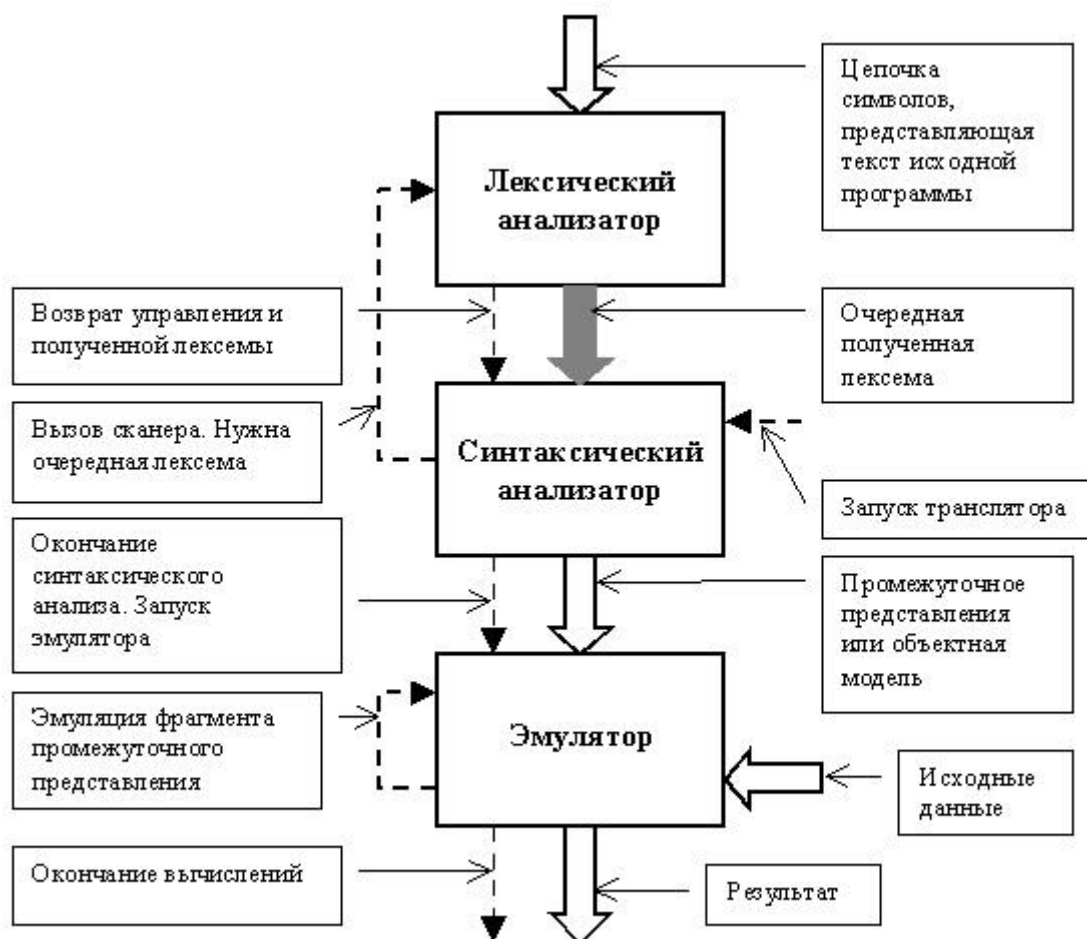 Цепочка
символов,
представляющая
текст исходной
программы
Лексический
анализатор
Возврат управления и
полученной лексемы
Очередная
полученная
лексема
Вызов сканера. Нужна
очередная лексема
Синтаксический
анализатор
Запуск транслятора
Окончание
синтаксического
анализа. Запуск
эмулятора
Промежуточное
представления
или объектная
модель
Эмуляция фрагмента
промежуточного
представления
Эмулятор
Исходные
данные
Окончание вычислений
Результат